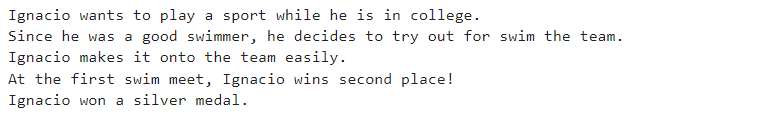 Ignacio wants to play a sport while he is in college.
Since he was a good swimmer, he decides to try out for swim the team.
Ignacio makes it onto the team easily.
At the first swim meet, Ignacio wins second place!
Ignacio won a silver medal.